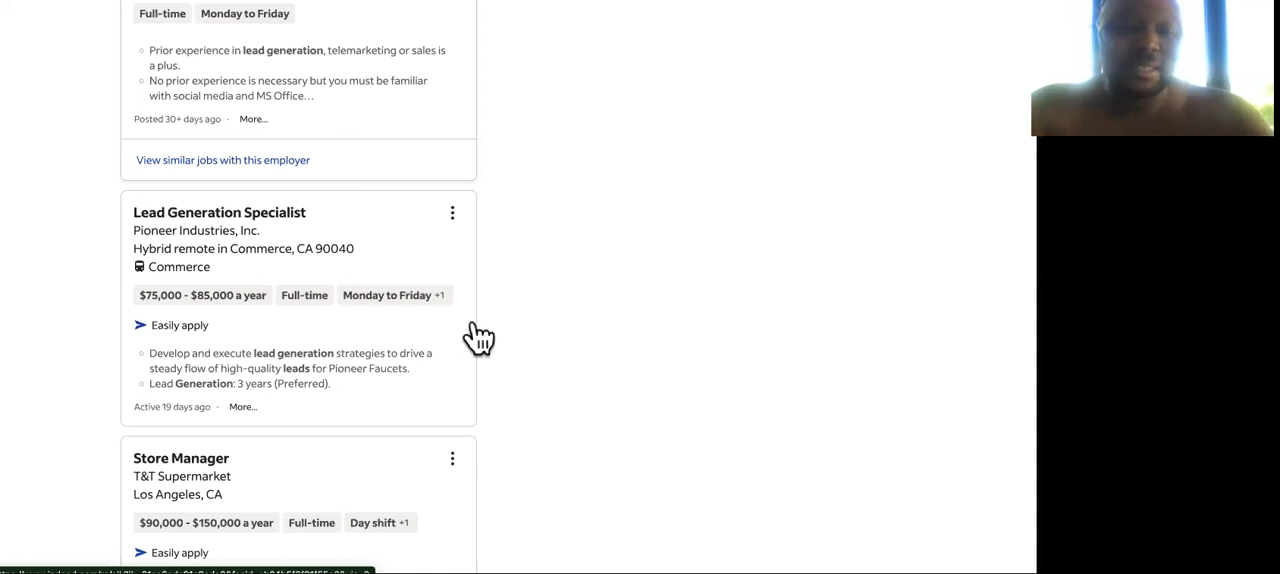 Full-time Monday to Friday
Prior experience in lead generation, telemarketing or sales is
a plus.
No prior experience is necessary but you must be familiar
with social media and MS Office...
Posted 30+ days ago · More...
View similar jobs with this employer
Lead Generation Specialist
Pioneer Industries, Inc.
Hybrid remote in Commerce, CA 90040
Commerce
$75,000 - $85,000 a year Full-time Monday to Friday +1
Easily apply
Develop and execute lead generation strategies to drive a
steady flow of high-quality leads for Pioneer Faucets.
Lead Generation: 3 years (Preferred).
Active 19 days ago · More...
Store Manager
T&T Supermarket
Los Angeles, CA
$90,000 - $150,000 a year Full-time Day shift +1
Easily apply